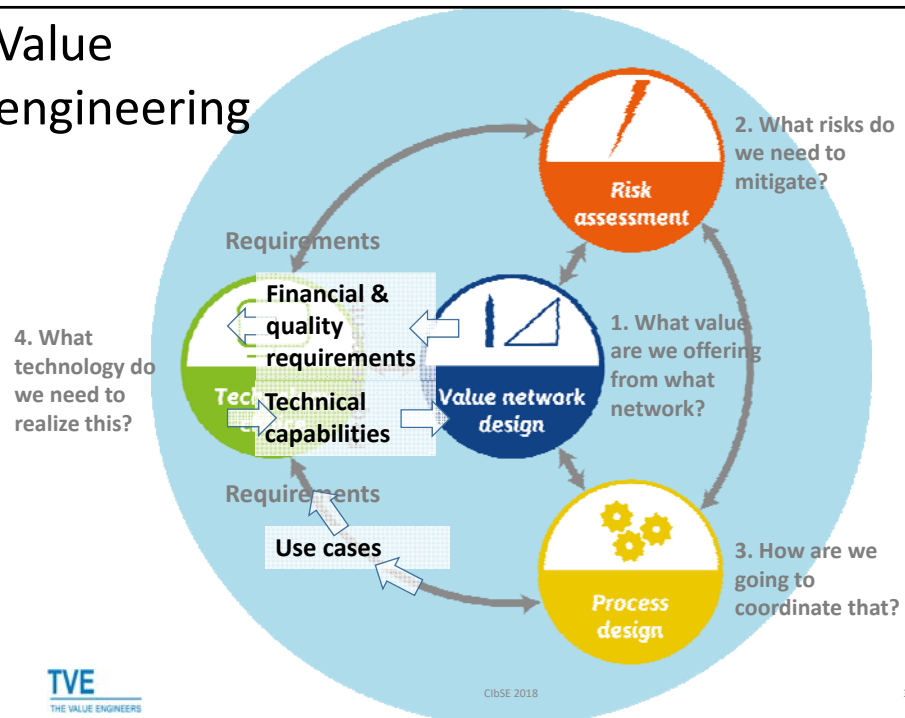 Value
engineering
2. What risks do
we need to
mitigate?
Risk
assessment
Requirements
Financial &
quality
requirements
4. What
technology do
we need to
realize this?
1. What value
are we offering
from what
network?
Technical
capabilities
Value network
design
Requirements
Use cases
3. How are we
going to
coordinate that?
Process
design
TVE
THE VALUE ENGINEERS
CIbSE 2018